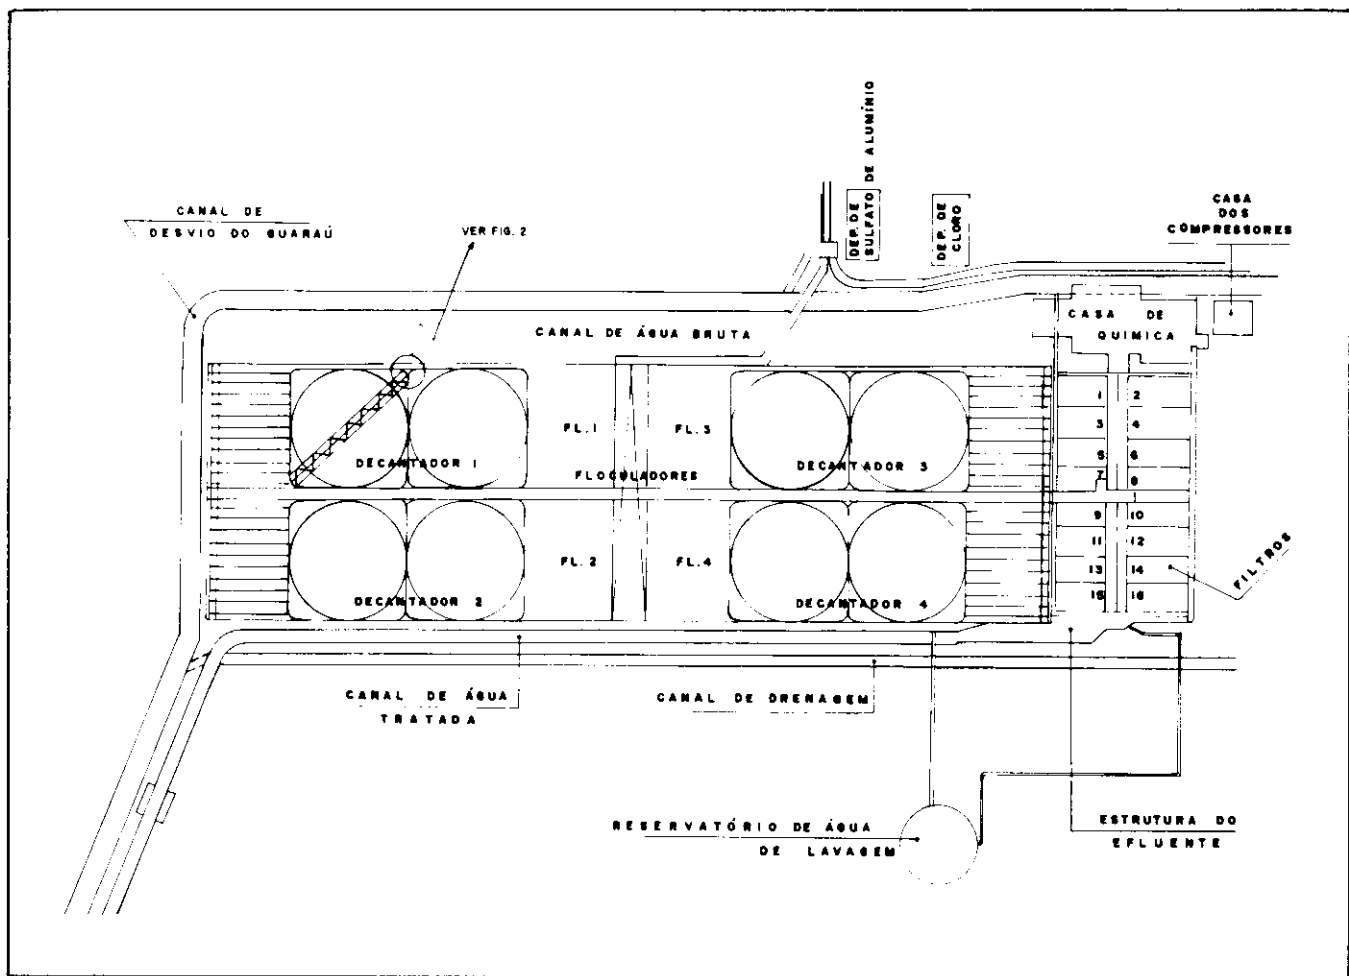 DEP. DE
SULFATO DE ALUMÍNIO
DEP. DE
CLORO
CASA
DOS
COMPRESSORES
CANAL DE
DESVIO DO GUARAÚ
VER FIG. 2
CANAL DE ÁGUA BRUTA
CASA DE
QUÍMICA
1 2
FL. 1 FL. 3 3 4
5 6
DECANTADOR 1 DECANTADOR 3
FLOCULADORES 7 8
9 10
11 12
FL. 2 FL. 4 13 14
15 16
DECANTADOR 2 DECANTADOR 4
FILTROS
CANAL DE ÁGUA
TRATADA
CANAL DE DRENAGEM
RESERVATÓRIO DE ÁGUA
DE LAVAGEM
ESTRUTURA DO
EFLUENTE